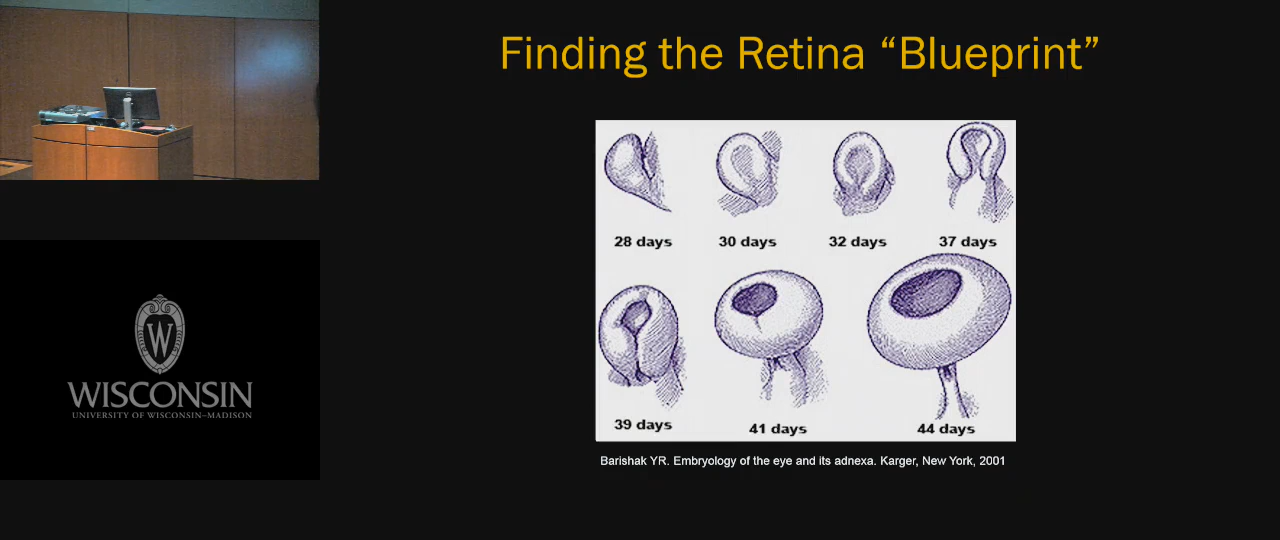 Finding the Retina “Blueprint”
28 days
30 days
32 days
37 days
39 days
41 days
44 days
Barishak YR. Embryology of the eye and its adnexa. Karger, New York, 2001
W
WISCONSIN
UNIVERSITY OF WISCONSIN–MADISON